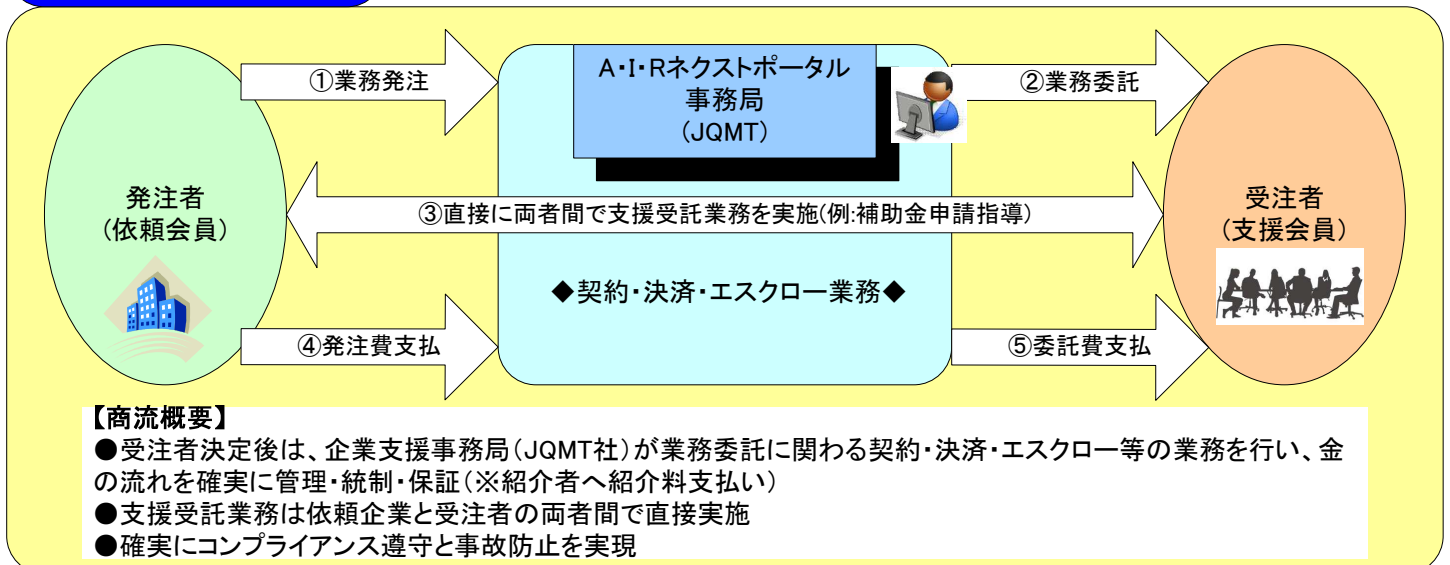 ①業務発注
A・I・Rネクストポータル
事務局
(JQMT)
②業務委託
発注者
(依頼会員)
③直接に両者間で支援受託業務を実施(例:補助金申請指導)
受注者
(支援会員)
◆契約・決済・エスクロー業務◆
④発注費支払
⑤委託費支払
【商流概要】
●受注者決定後は、企業支援事務局(JQMT社)が業務委託に関わる契約・決済・エスクロー等の業務を行い、金
の流れを確実に管理・統制・保証(※紹介者へ紹介料支払い)
●支援受託業務は依頼企業と受注者の両者間で直接実施
●確実にコンプライアンス遵守と事故防止を実現